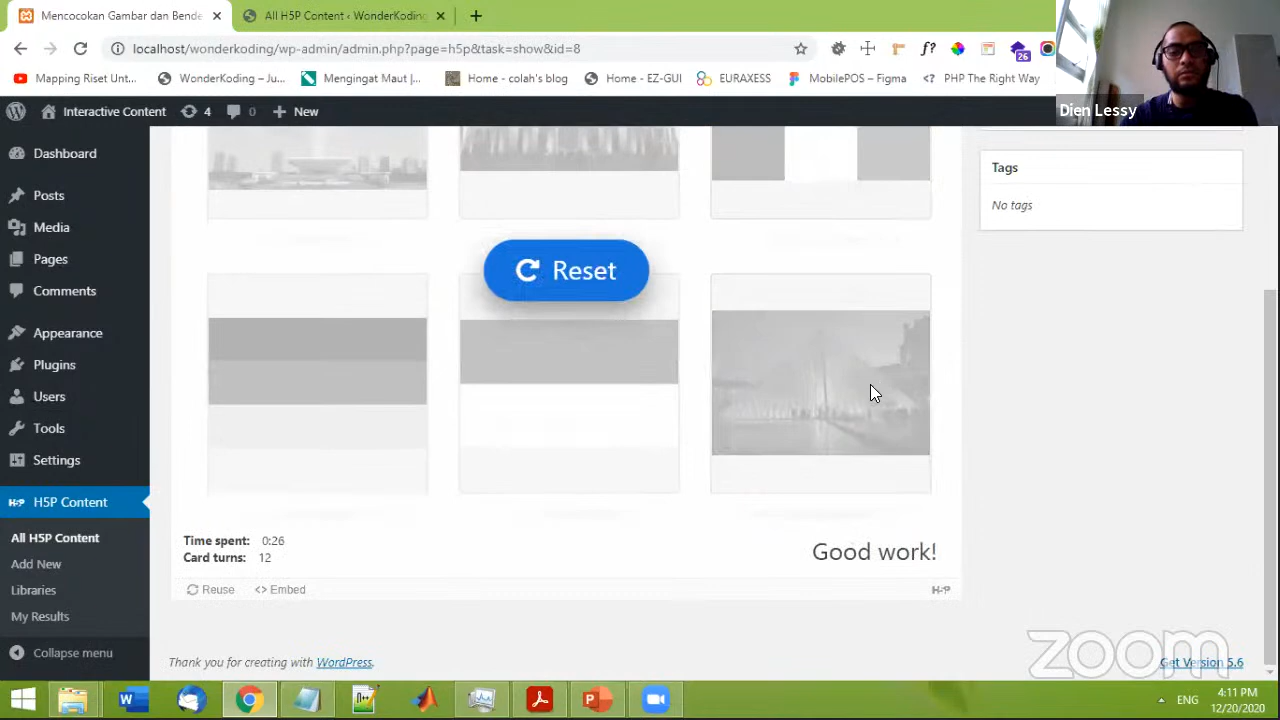 Mencocokan Gambar dan Bende
All H5P Content ‹ WonderKoding
localhost/wonderkoding/wp-admin/admin.php?page=h5p&task=show&id=8
f?
26
Mapping Riset Unt...
WonderKoding – Ju...
Mengingat Maut |...
Home - colah's blog
Home - EZ-GUI
EURAXESS
MobilePOS – Figma
PHP The Right Way
Dien Lessy
Interactive Content
4
0
New
Dashboard
Posts
Media
Pages
Comments
Appearance
Plugins
Users
Tools
Settings
H5P Content
All H5P Content
Add New
Libraries
My Results
Collapse menu
Tags
No tags
Reset
Time spent: 0:26
Card turns: 12
Good work!
Reuse
<> Embed
H5P
Thank you for creating with WordPress.
Get Version 5.6
zoom
ENG
4:11 PM
12/20/2020